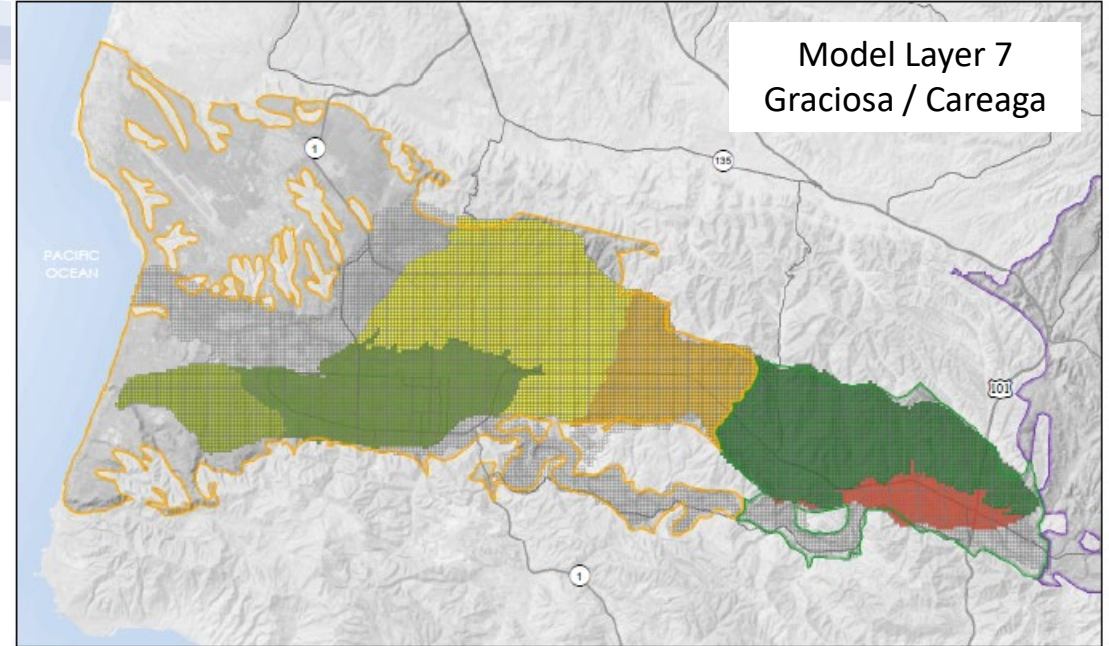 Model Layer 7
Graciosa / Careaga
1
135
PACIFIC
OCEAN
101
1